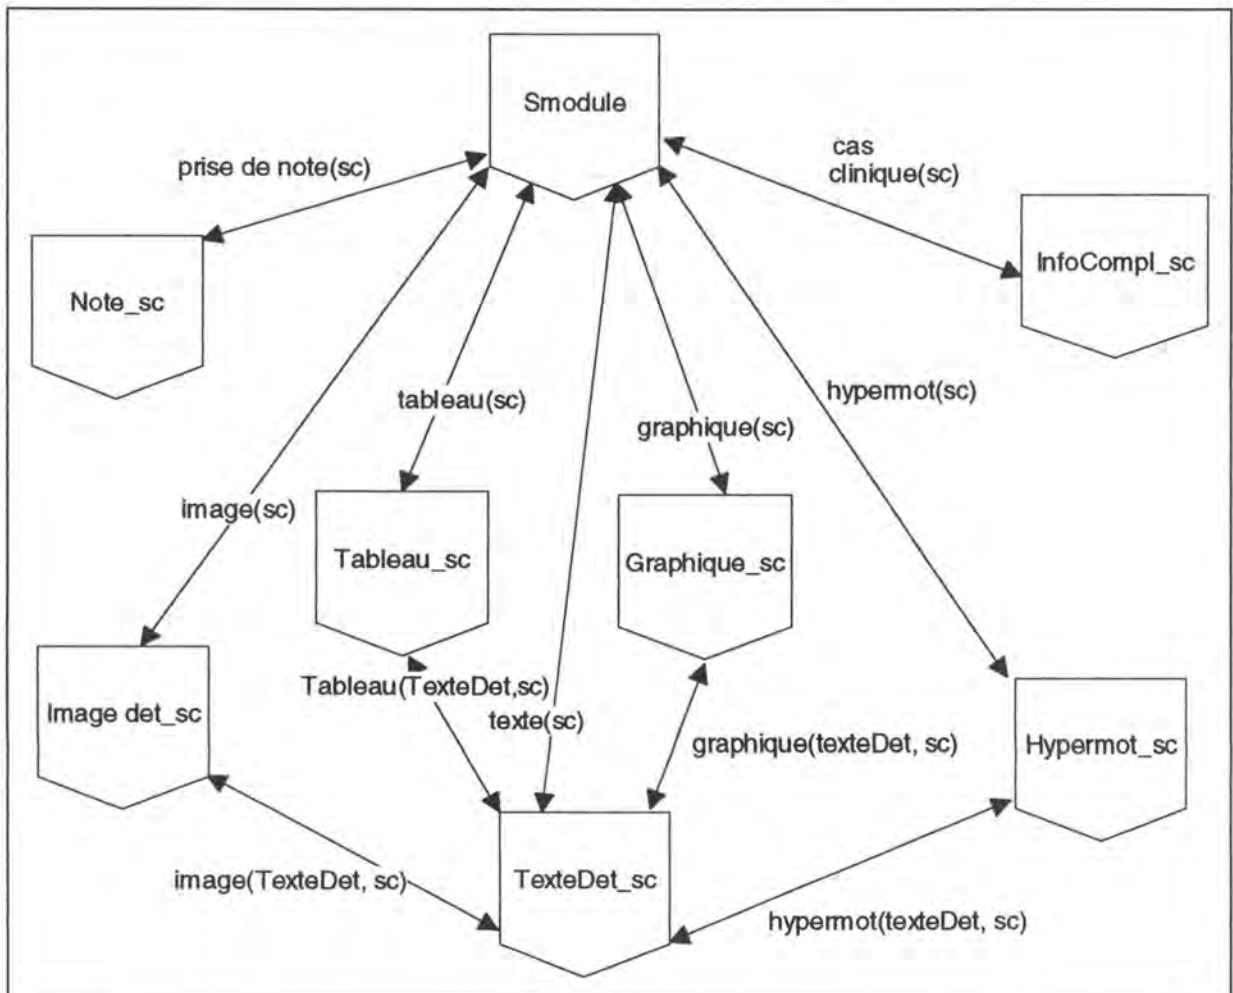 Smodule
cas
clinique(sc)
prise de note(sc)
InfoCompl_sc
Note_sc
hypermot(sc)
tableau(sc)
graphique(sc)
image(sc)
Tableau_sc
Graphique_sc
Tableau(TexteDet,sc)
Image det_sc
texte(sc)
graphique(texteDet, sc)
Hypermot_sc
image(TexteDet, sc)
TexteDet_sc
hypermot(texteDet, sc)